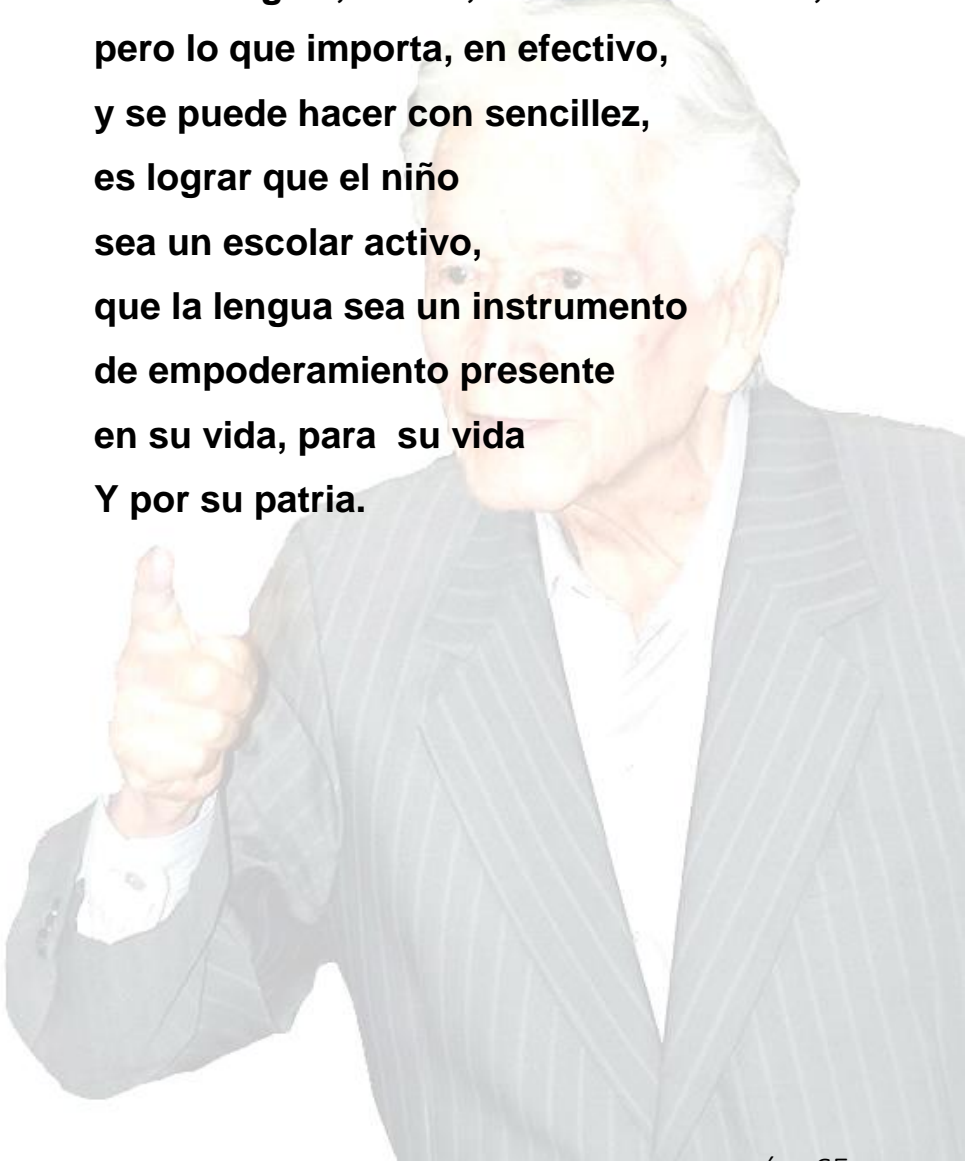 pero lo que importa, en efectivo,
y se puede hacer con sencillez,
es lograr que el niño
sea un escolar activo,
que la lengua sea un instrumento
de empoderamiento presente
en su vida, para su vida
Y por su patria.